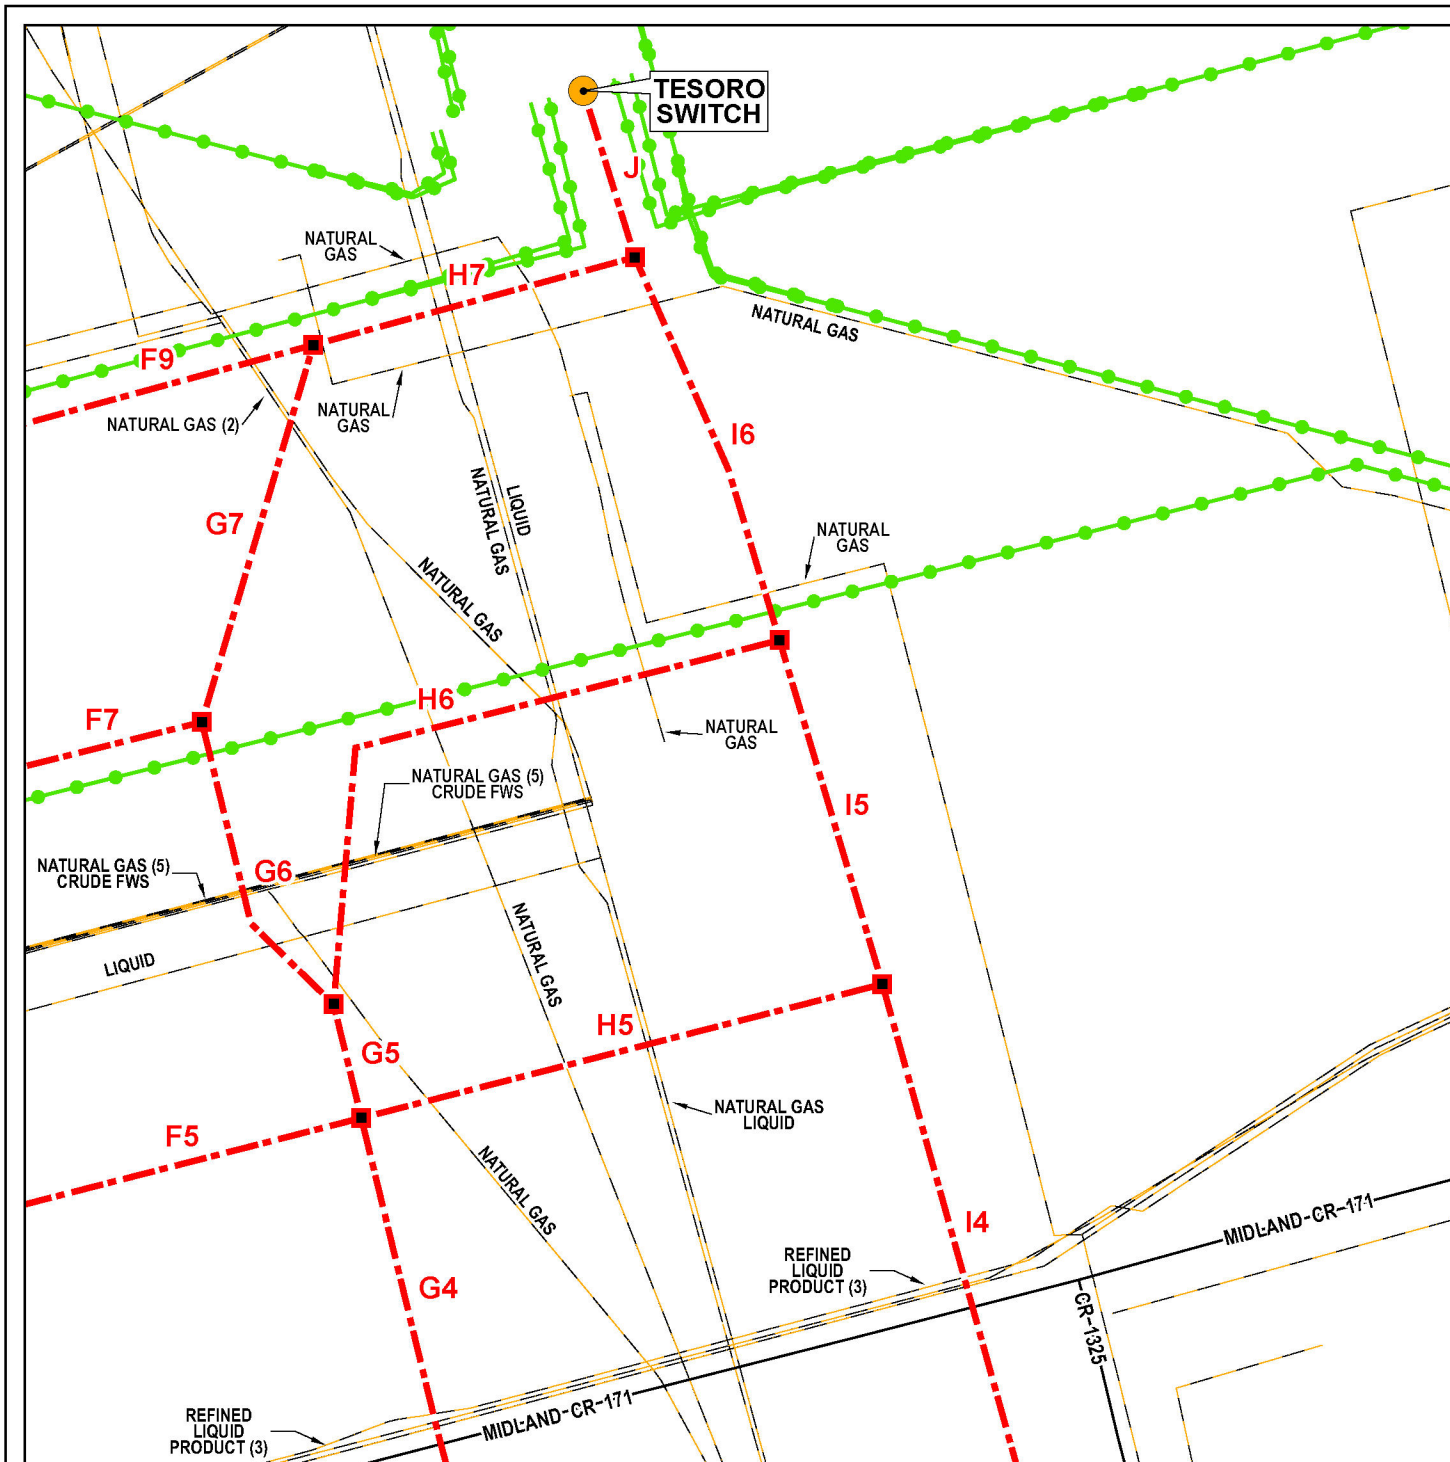 TESORO
SWITCH
J
NATURAL
GAS
H7
NATURAL GAS
F9
NATURAL GAS (2)
NATURAL
GAS
I6
LIQUID
NATURAL GAS
G7
NATURAL
GAS
NATURAL GAS
H6
F7
NATURAL
GAS
NATURAL GAS (5)
CRUDE FWS
I5
NATURAL GAS (5)
CRUDE FWS
G6
NATURAL GAS
LIQUID
H5
G5
NATURAL GAS
LIQUID
F5
NATURAL GAS
I4
MIDLAND-CR-171
REFINED
LIQUID
PRODUCT (3)
G4
CR-1325
MIDLAND-CR-171
REFINED
LIQUID
PRODUCT (3)